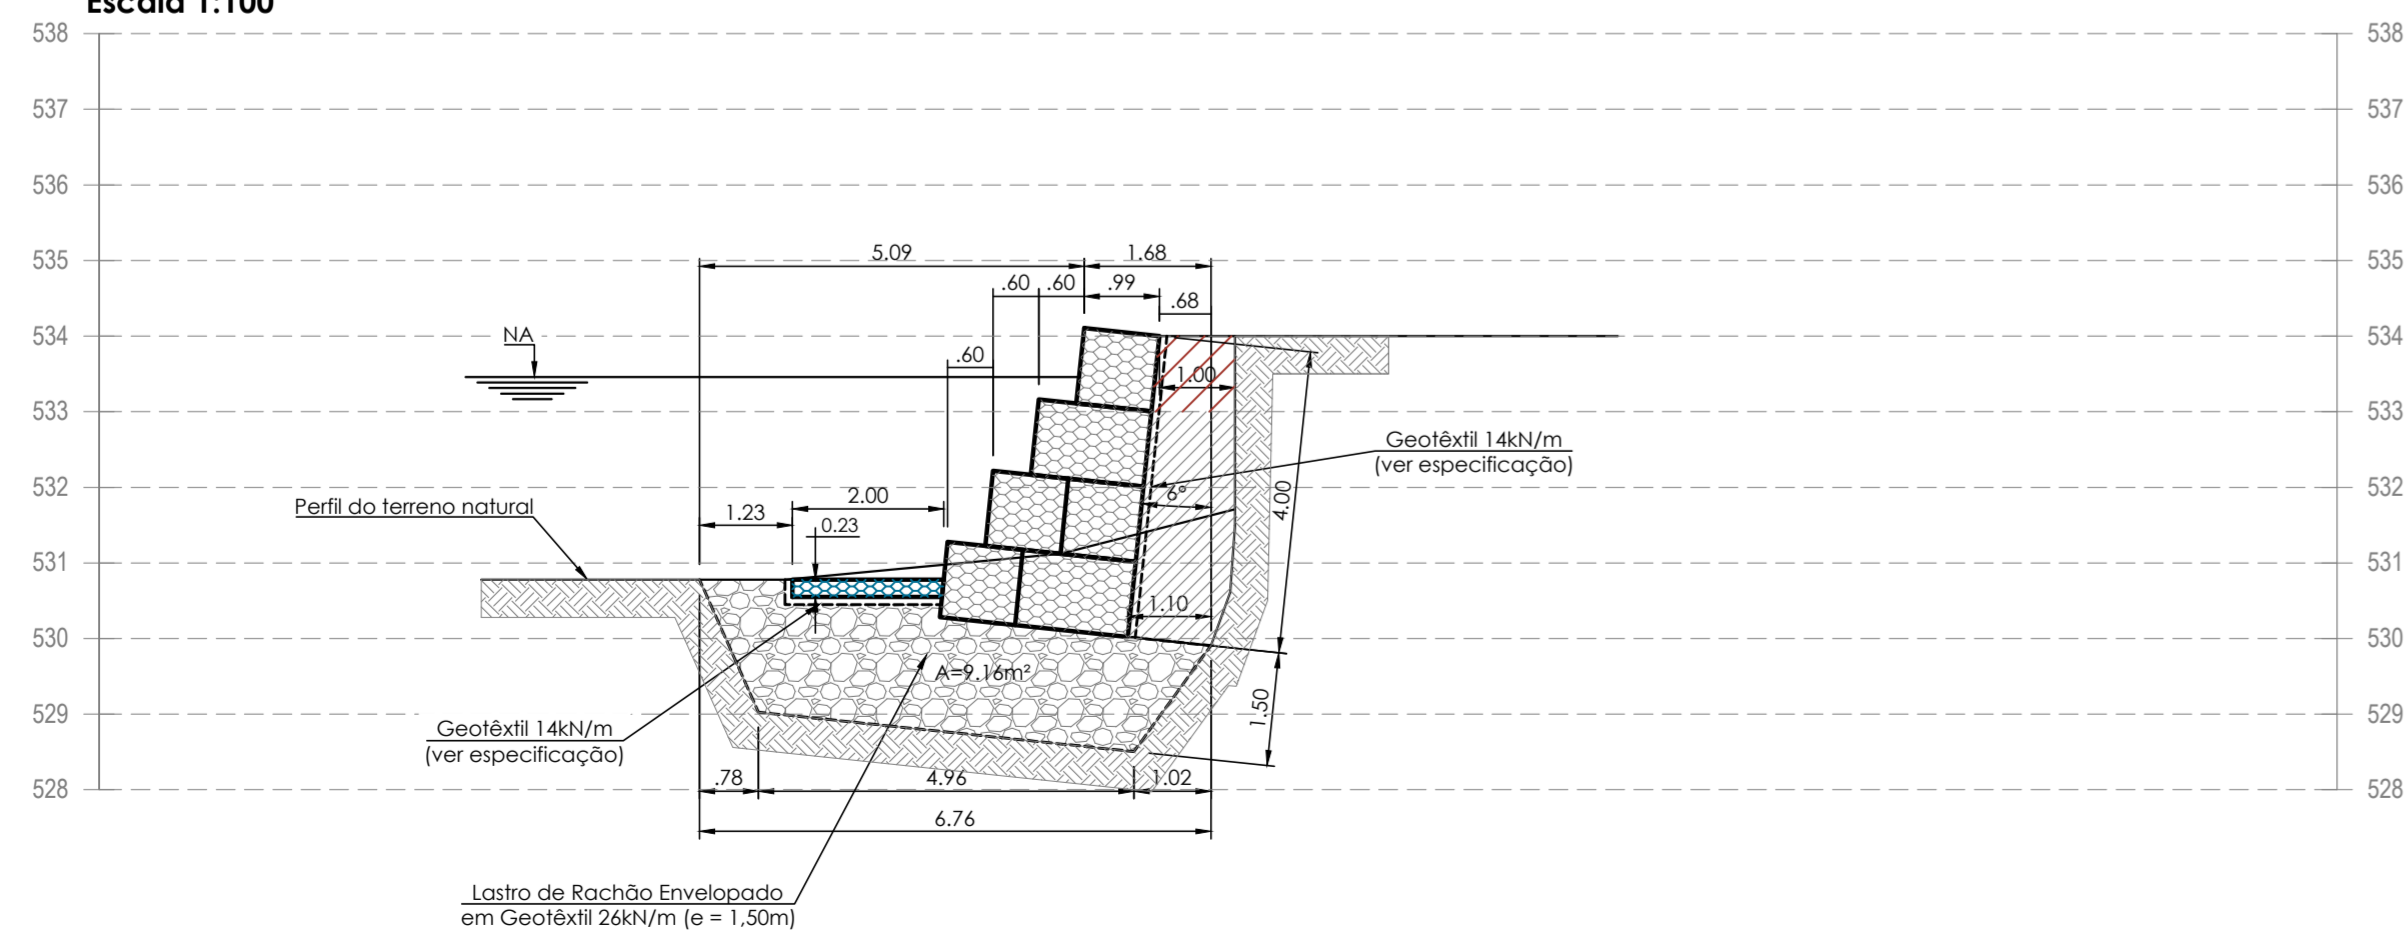 Escala 1:100
538 538
537 537
536 536
535 535
5.09 1.68
.60 .60 .99
.68
534 534
NA
.60
1.00
533 533
Geotêxtil 14kN/m
(ver especificação)
532 532
6°
4.00
2.00
Perfil do terreno natural
1.23
0.23
531 531
1.10
530 530
A=9.16m²
1.50
529 529
Geotêxtil 14kN/m
(ver especificação)
528 528
.78 4.96 1.02
6.76
Lastro de Rachão Envelopado
em Geotêxtil 26kN/m (e = 1,50m)